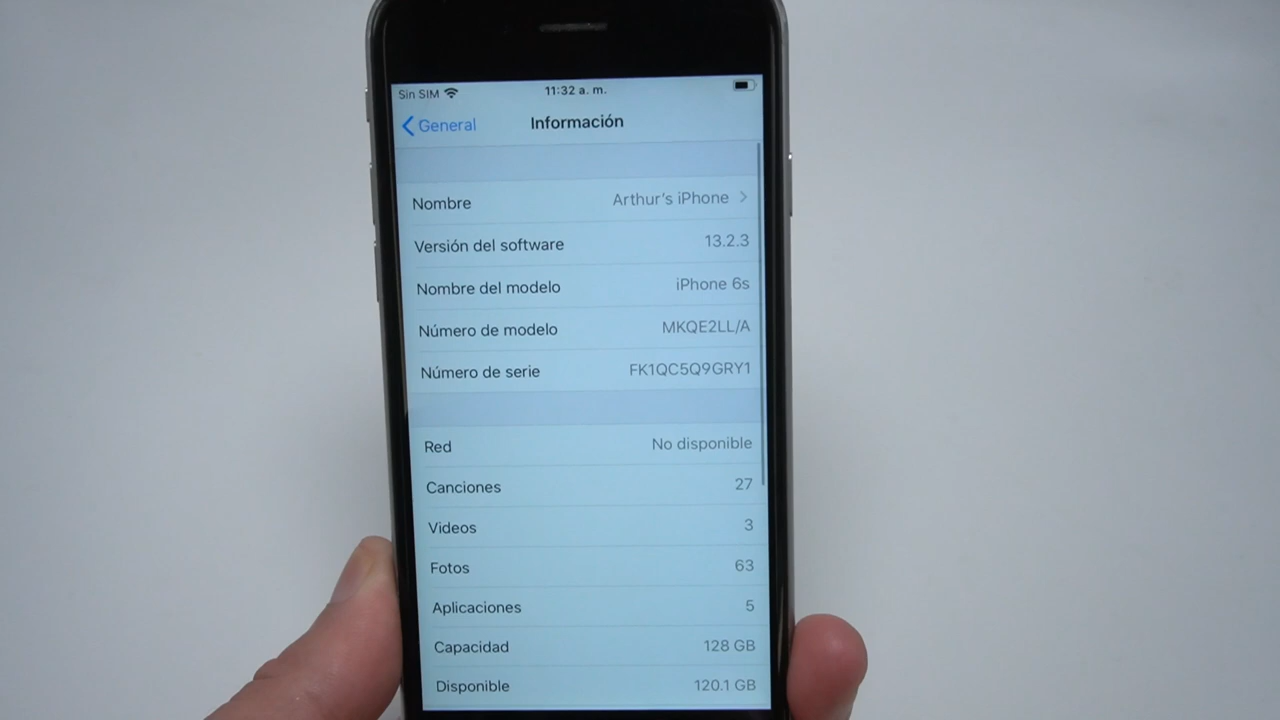 Sin SIM 11:32 a. m.
General Información
Nombre Arthur's iPhone
Versión del software 13.2.3
Nombre del modelo iPhone 6s
Número de modelo MKQE2LL/A
Número de serie FK1QC5Q9GRY1
Red No disponible
Canciones 27
Videos 3
Fotos 63
Aplicaciones 5
Capacidad 128 GB
Disponible 120.1 GB